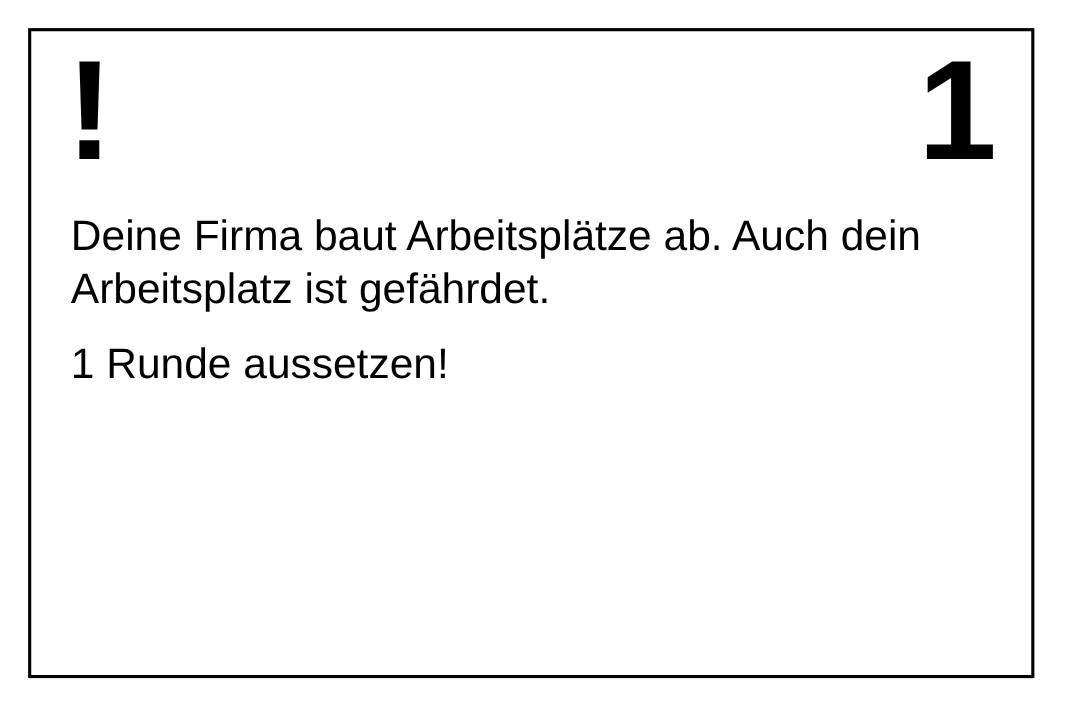 ! 1
Deine Firma baut Arbeitsplätze ab. Auch dein
Arbeitsplatz ist gefährdet.
1 Runde aussetzen!